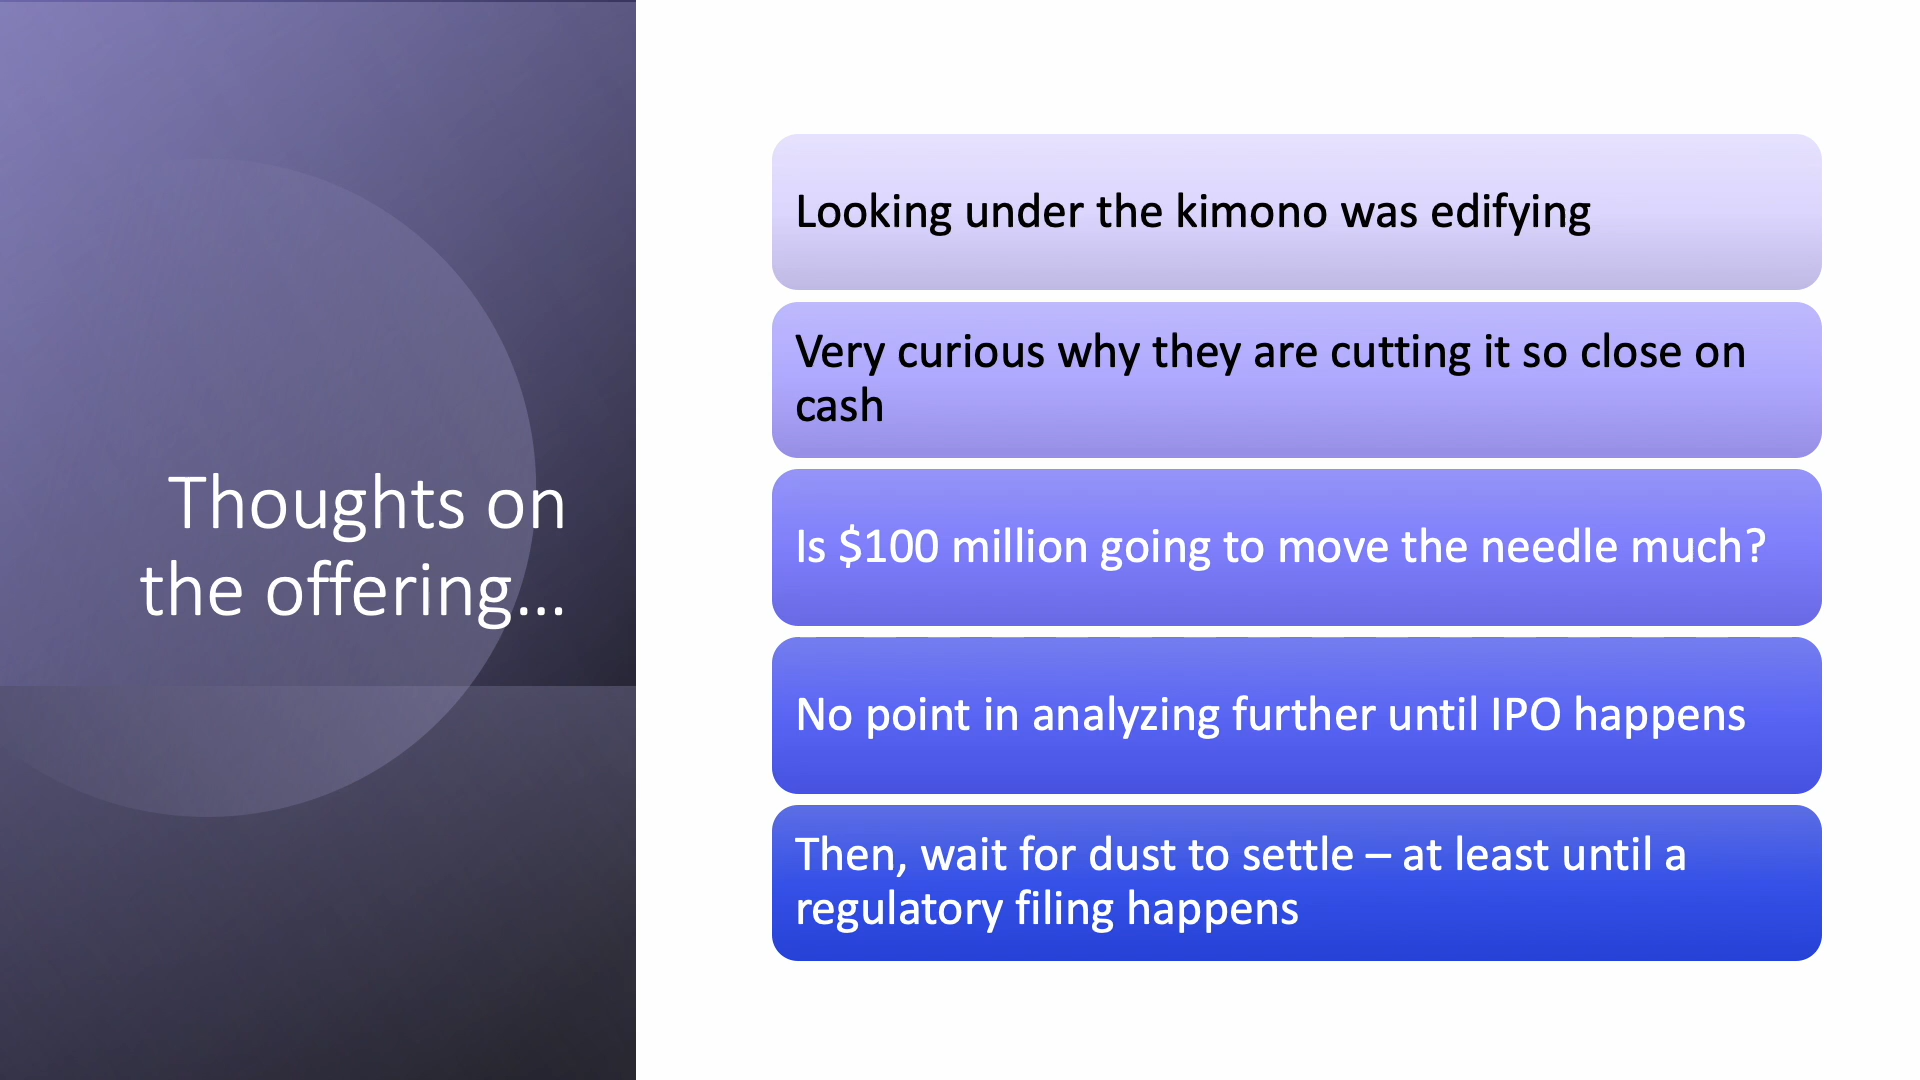 Thoughts on
the offering...
Looking under the kimono was edifying
Very curious why they are cutting it so close on
cash
Is $100 million going to move the needle much?
No point in analyzing further until IPO happens
Then, wait for dust to settle – at least until a
regulatory filing happens